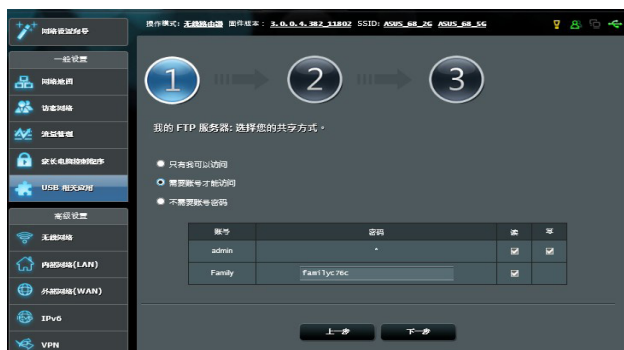 操作模式: 无线路由器 固件版本: 3.0.0.4.382_11802 SSID: ASUS_68_2G ASUS_68_5G
网络设置向导
一般设置
网络地图
访客网络
流量管理
家长电脑控制程序
USB 相关应用
高级设置
无线网络
内部网络(LAN)
外部网络(WAN)
IPv6
VPN
1 2 3
我的 FTP 服务器: 选择您的共享方式。
只有我可以访问
需要账号才能访问
不需要账号密码
账号 密码 读 写
admin *
Family familyc76c
上一步 下一步